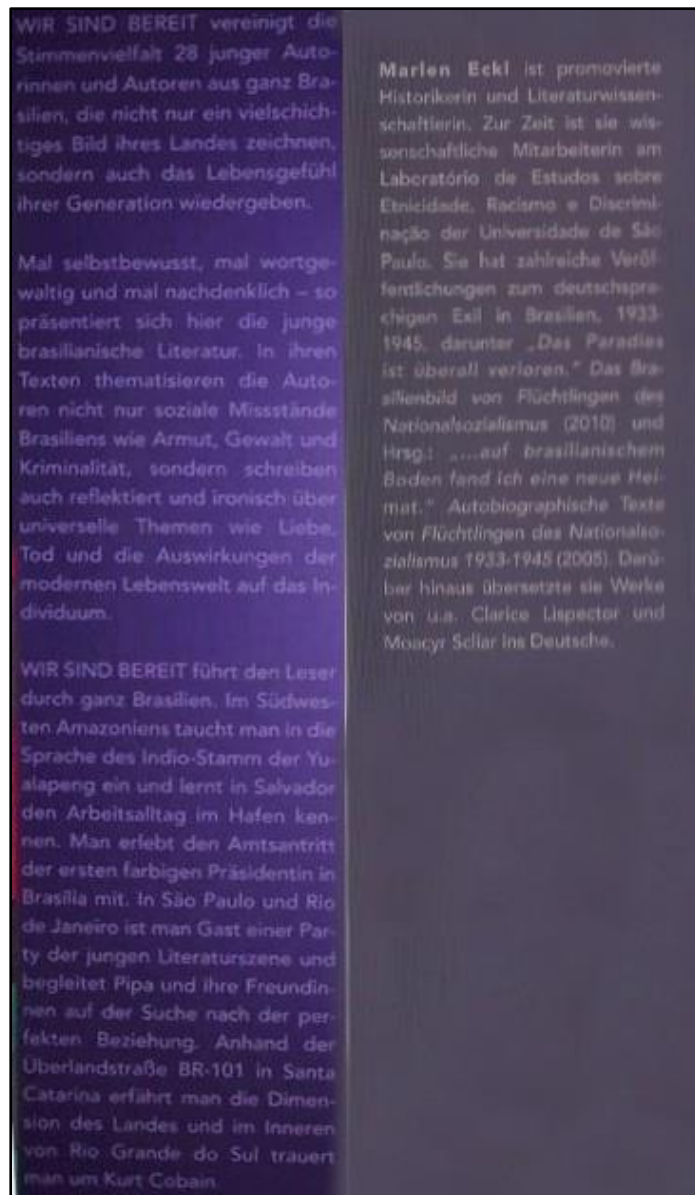 WIR SIND BEREIT vereinigt die
Stimmenvielfalt 28 junger Auto-
rinnen und Autoren aus ganz Bra-
silien, die nicht nur ein vielschich-
tiges Bild ihres Landes zeichnen,
sondern auch das Lebensgefühl
ihrer Generation wiedergeben.
Mal selbstbewusst, mal wortge-
waltig und mal nachdenklich – so
präsentiert sich hier die junge
brasilianische Literatur. In ihren
Texten thematisieren die Auto-
ren nicht nur soziale Missstände
Brasiliens wie Armut, Gewalt und
Kriminalität, sondern schreiben
auch reflektiert und ironisch über
universelle Themen wie Liebe,
Tod und die Auswirkungen der
modernen Lebenswelt auf das In-
dividuum.
WIR SIND BEREIT führt den Leser
durch ganz Brasilien. Im Südwes-
ten Amazoniens taucht man in die
Sprache des Indio-Stamm der Yu-
alapeng ein und lernt in Salvador
den Arbeitsalltag im Hafen ken-
nen. Man erlebt den Amtsantritt
der ersten farbigen Präsidentin in
Brasília mit. In São Paulo und Rio
de Janeiro ist man Gast einer Par-
ty der jungen Literaturszene und
begleitet Pipa und ihre Freundin-
nen auf der Suche nach der per-
fekten Beziehung. Anhand der
Überlandstraße BR-101 in Santa
Catarina erfährt man die Dimen-
sion des Landes und im Inneren
von Rio Grande do Sul trauert
man um Kurt Cobain.
Marlen Eckl ist promovierte
Historikerin und Literaturwissen-
schaftlerin. Zur Zeit ist sie wis-
senschaftliche Mitarbeiterin am
Laboratório de Estudos sobre
Etnicidade, Racismo e Discrimi-
nação der Universidade de São
Paulo. Sie hat zahlreiche Veröf-
fentlichungen zum deutschspra-
chigen Exil in Brasilien, 1933-
1945, darunter „Das Paradies
ist überall verloren.“ Das Bra-
silienbild von Flüchtlingen des
Nationalsozialismus (2010) und
Hrsg.: „...auf brasilianischem
Boden fand ich eine neue Hei-
mat.“ Autobiographische Texte
von Flüchtlingen des Nationalso-
zialismus 1933-1945 (2005). Darü-
ber hinaus übersetzte sie Werke
von u.a. Clarice Lispector und
Moacyr Scliar ins Deutsche.